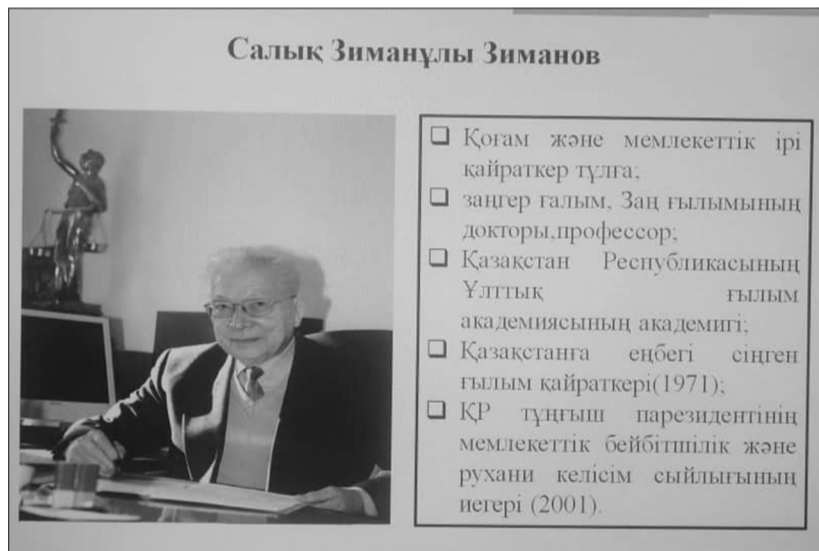 Салық Зиманұлы Зиманов
❑ Қоғам және мемлекеттік ірі
қайраткер тұлға;
❑ заңгер ғалым, Заң ғылымының
докторы,профессор;
❑ Қазақстан Республикасының
Ұлттық ғылым
академиясының академигі;
❑ Қазақстанға еңбегі сіңген
ғылым қайраткері(1971);
❑ ҚР тұңғыш парезидентінің
мемлекеттік бейбітшілік және
рухани келісім сыйлығының
иегері (2001).